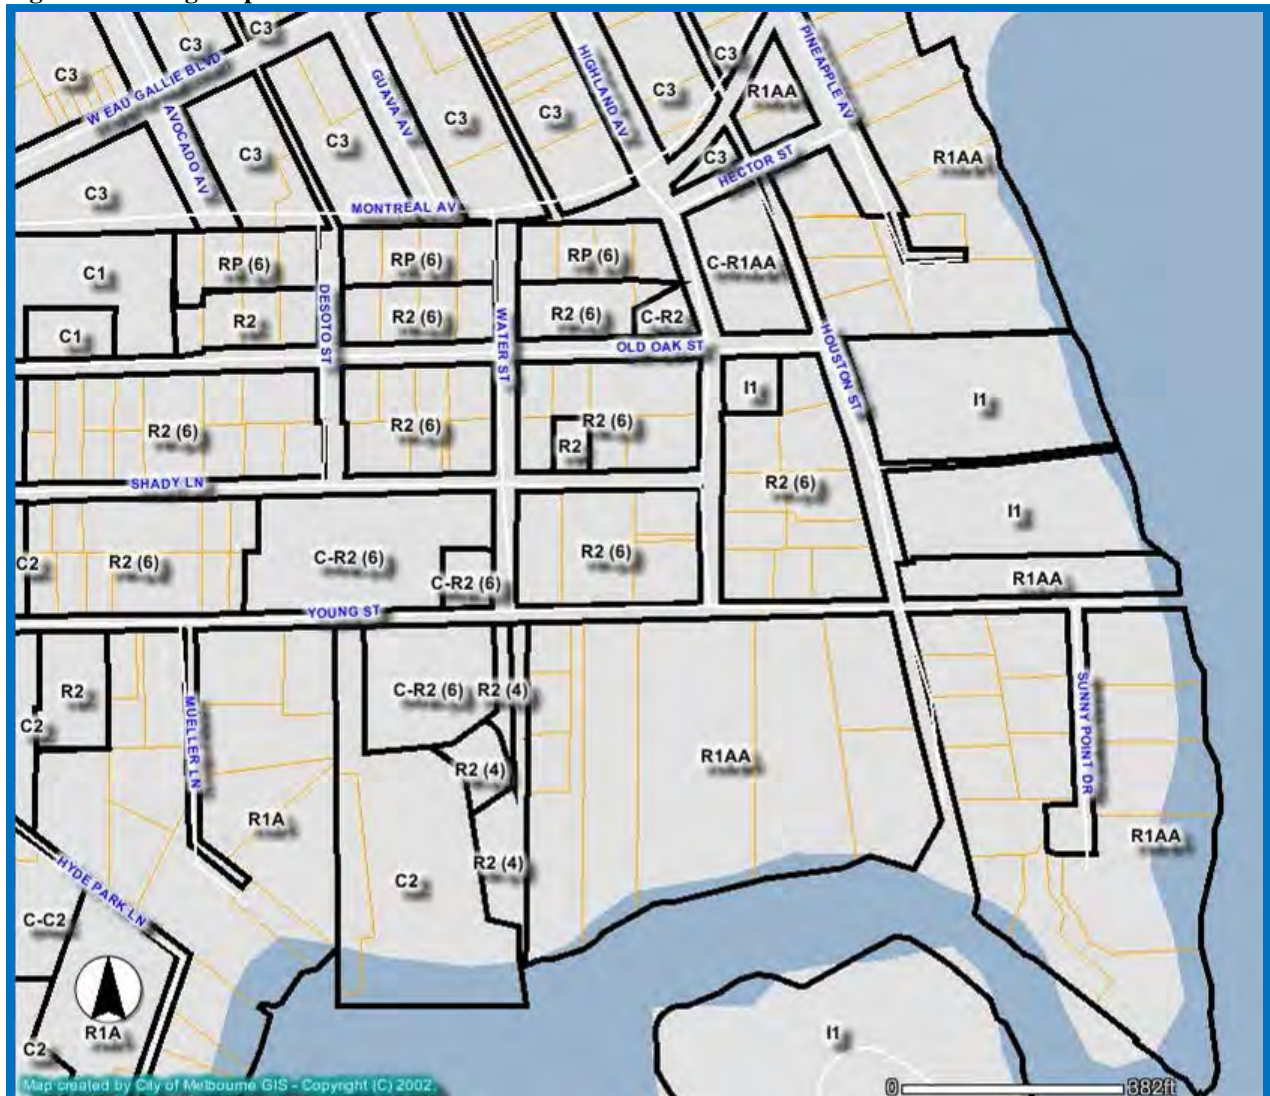 C3
C3
C3
C3
W EAU GALLIE BLVD
GUAVA AV
HIGHLAND AV
PINEAPPLE AV
C3
R1AA
C3
C3
C3
AVOCADO AV
C3
C3
C3
HECTOR ST
R1AA
C3
MONTREAL AV
C1
RP (6)
RP (6)
RP (6)
C-R1AA
C1
R2
DESOTO ST
R2 (6)
WATER ST
R2 (6)
C-R2
OLD OAK ST
HOUSTON ST
I1
I1
R2 (6)
R2 (6)
R2 (6)
R2
SHADY LN
R2 (6)
I1
C2
R2 (6)
C-R2 (6)
C-R2 (6)
R2 (6)
R1AA
YOUNG ST
R2
C2
MUELLER LN
C-R2 (6)
R2 (4)
SUNNY POINT DR
R2 (4)
R1AA
R1A
R1AA
R2 (4)
C2
HYDE PARK LN
C-C2
R1A
C2
I1
Map created by City of Melbourne GIS - Copyright (C) 2002.
0
382ft